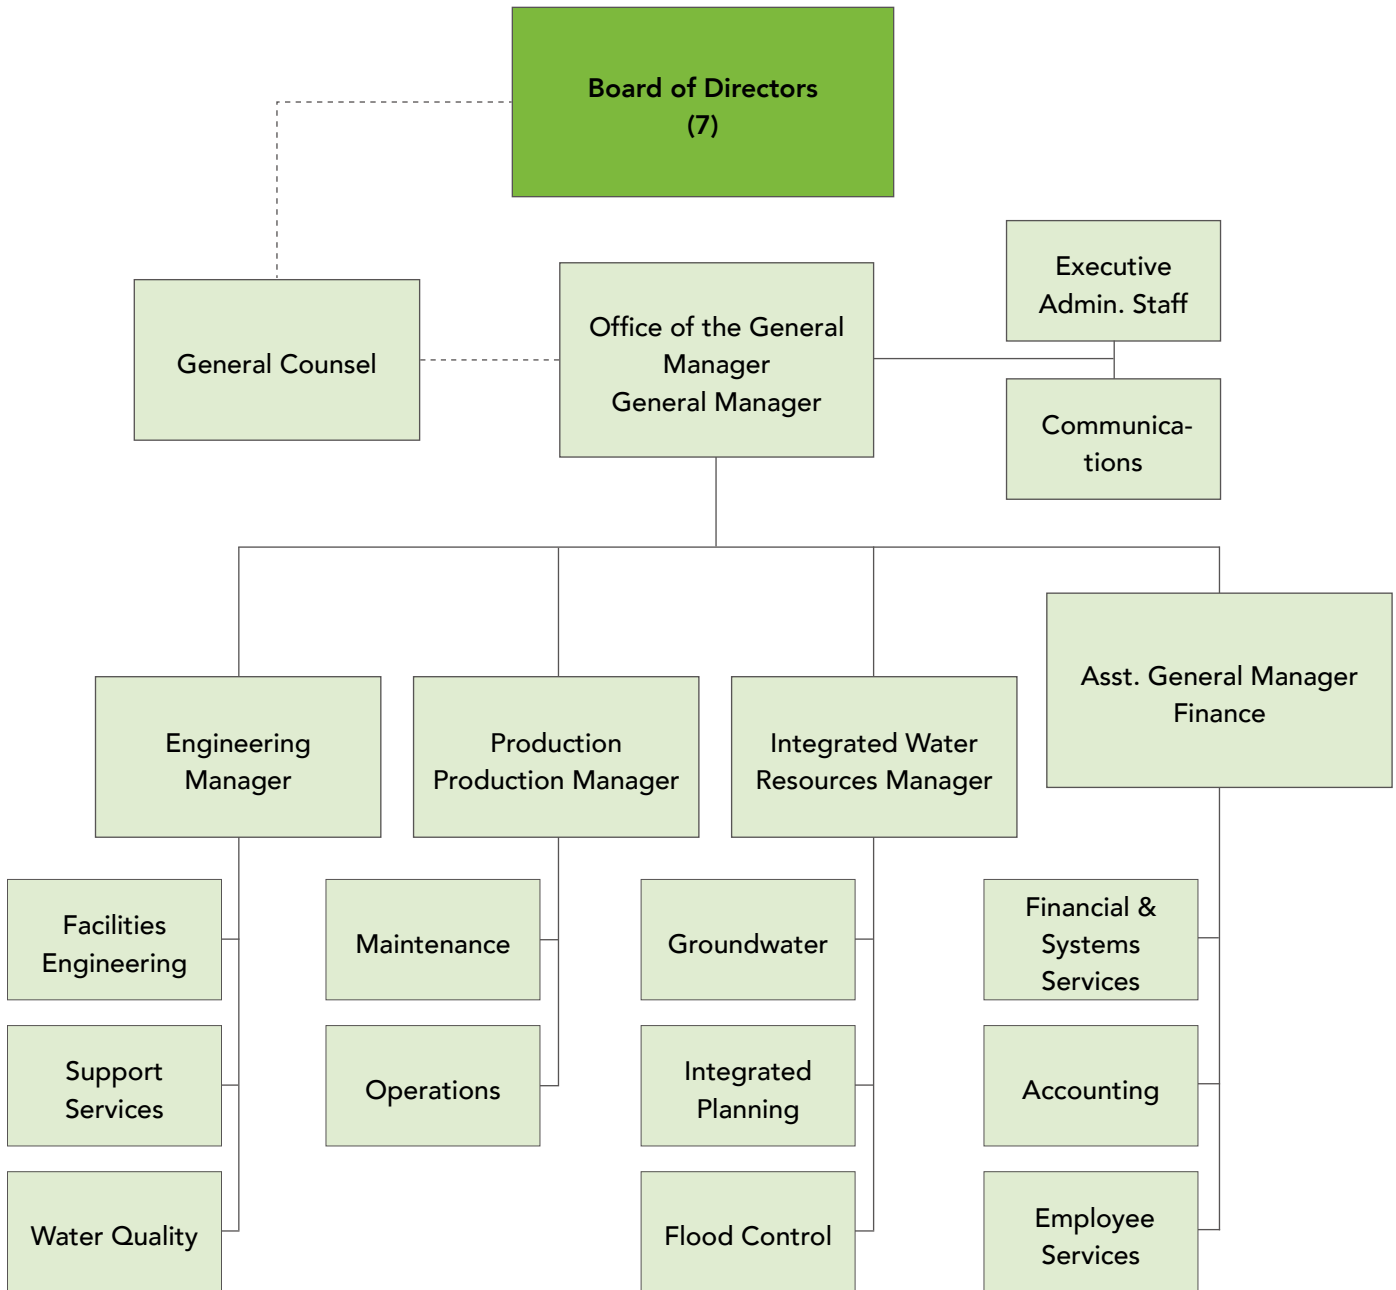 Board of Directors
(7)
Executive
Admin. Staff
General Counsel
Office of the General
Manager
General Manager
Communica-
tions
Asst. General Manager
Finance
Engineering
Manager
Production
Production Manager
Integrated Water
Resources Manager
Facilities
Engineering
Maintenance
Groundwater
Financial &
Systems
Services
Support
Services
Operations
Integrated
Planning
Accounting
Water Quality
Flood Control
Employee
Services